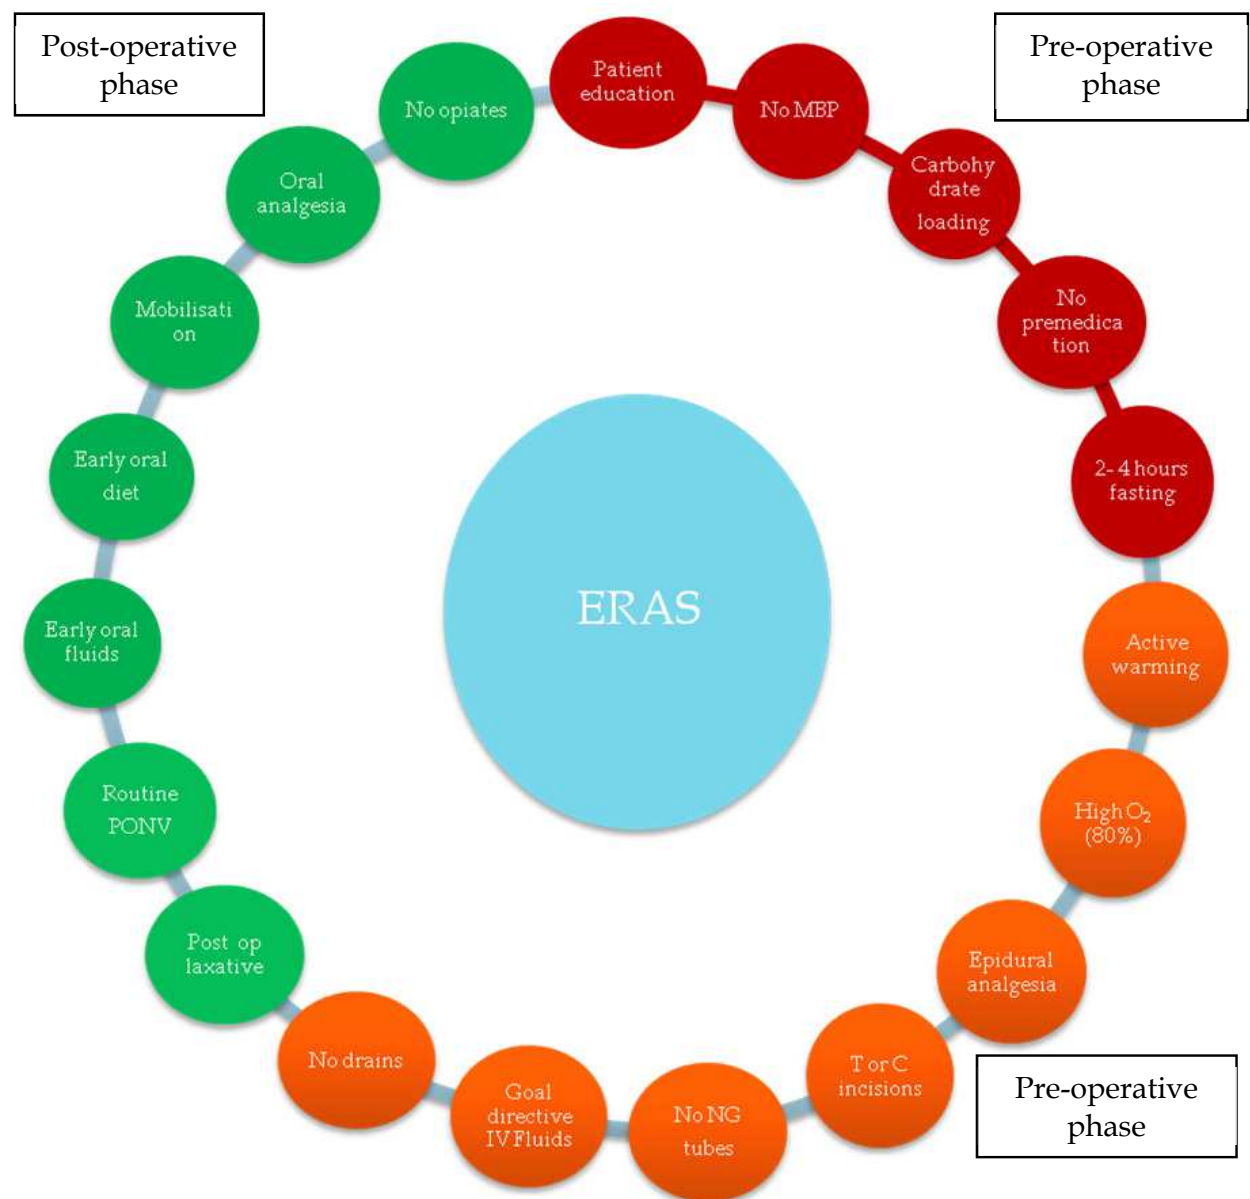 Post-operative
phase
Pre-operative
phase
Patient
education
No MBP
Carbohy
drate
loading
No
premedica
tion
2-4 hours
fasting
Active
warming
High O₂
(80%)
Epidural
analgesia
T or C
incisions
No NG
tubes
Goal
directive
IV Fluids
No drains
Post op
laxative
Routine
PONV
Early oral
fluids
Early oral
diet
Mobilisati
on
Oral
analgesia
No opiates
ERAS
Pre-operative
phase